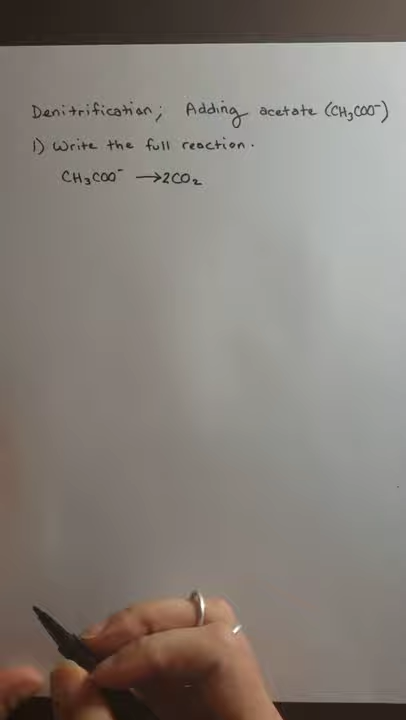 Denitrification; Adding acetate (CH₃COO⁻)
1) Write the full reaction.
CH₃COO⁻ → 2CO₂